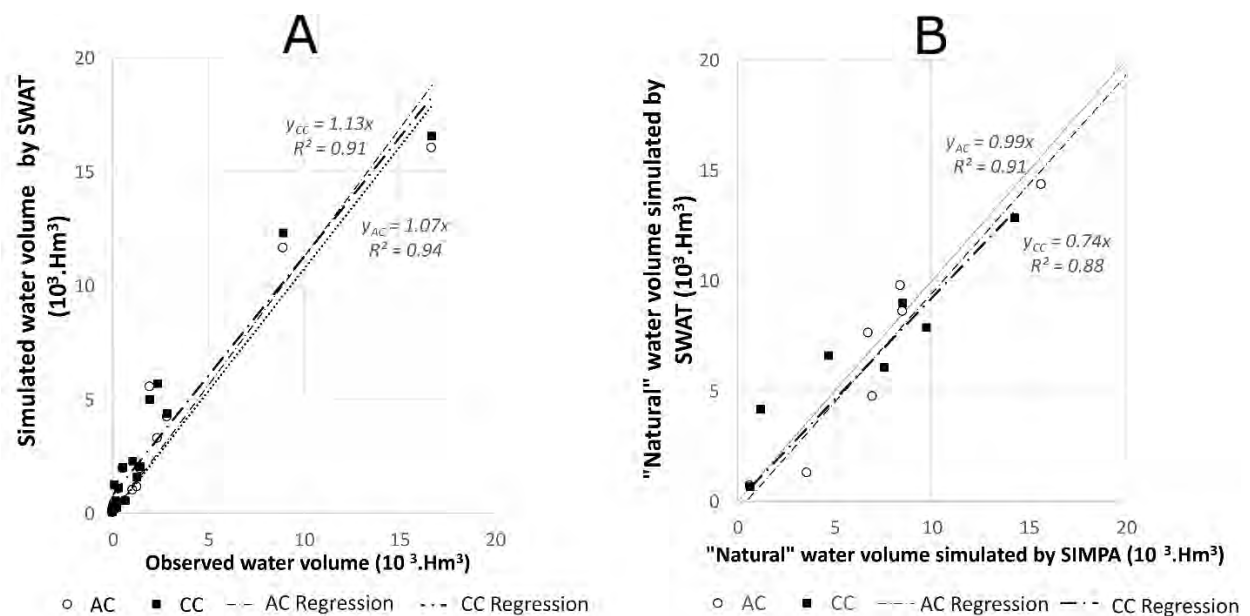 A
20
15
10
5
0
0 5 10 15 20
Simulated water volume by SWAT
(10³.Hm³)
y_CC = 1.13x
R² = 0.91
y_AC = 1.07x
R² = 0.94
Observed water volume (10³.Hm³)
○ AC ■ CC AC Regression CC Regression
B
20
15
10
5
0
0 5 10 15 20
"Natural" water volume simulated by
SWAT (10³.Hm³)
y_AC = 0.99x
R² = 0.91
y_CC = 0.74x
R² = 0.88
"Natural" water volume simulated by SIMPA (10³.Hm³)
○ AC ■ CC AC Regression CC Regression